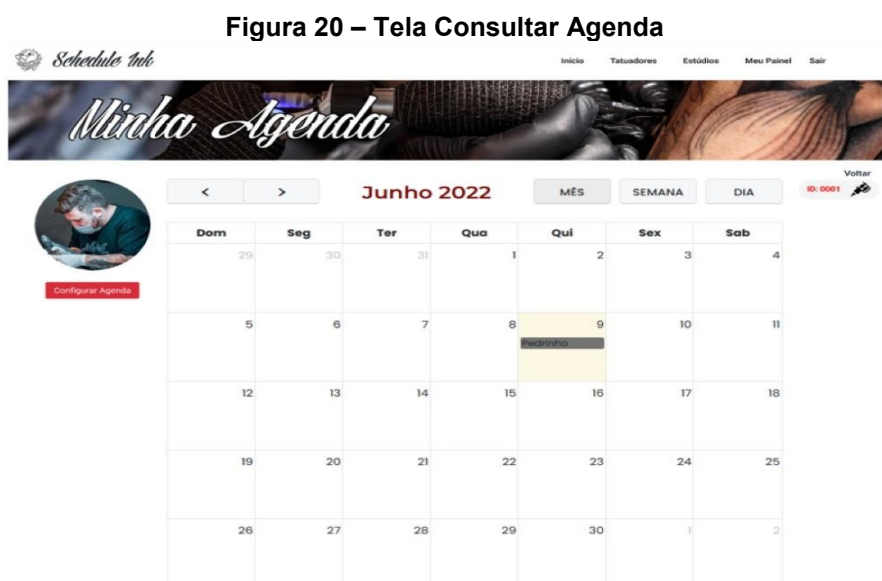 Figura 20 – Tela Consultar Agenda
Schedule Ink
Início Tatuadores Estúdios Meu Painel Sair
Minha Agenda
Voltar
ID: 0001
< > Junho 2022 MÊS SEMANA DIA
Configurar Agenda
Dom Seg Ter Qua Qui Sex Sab
29 30 31 1 2 3 4
5 6 7 8 9 10 11
Pedrinho
12 13 14 15 16 17 18
19 20 21 22 23 24 25
26 27 28 29 30 1 2